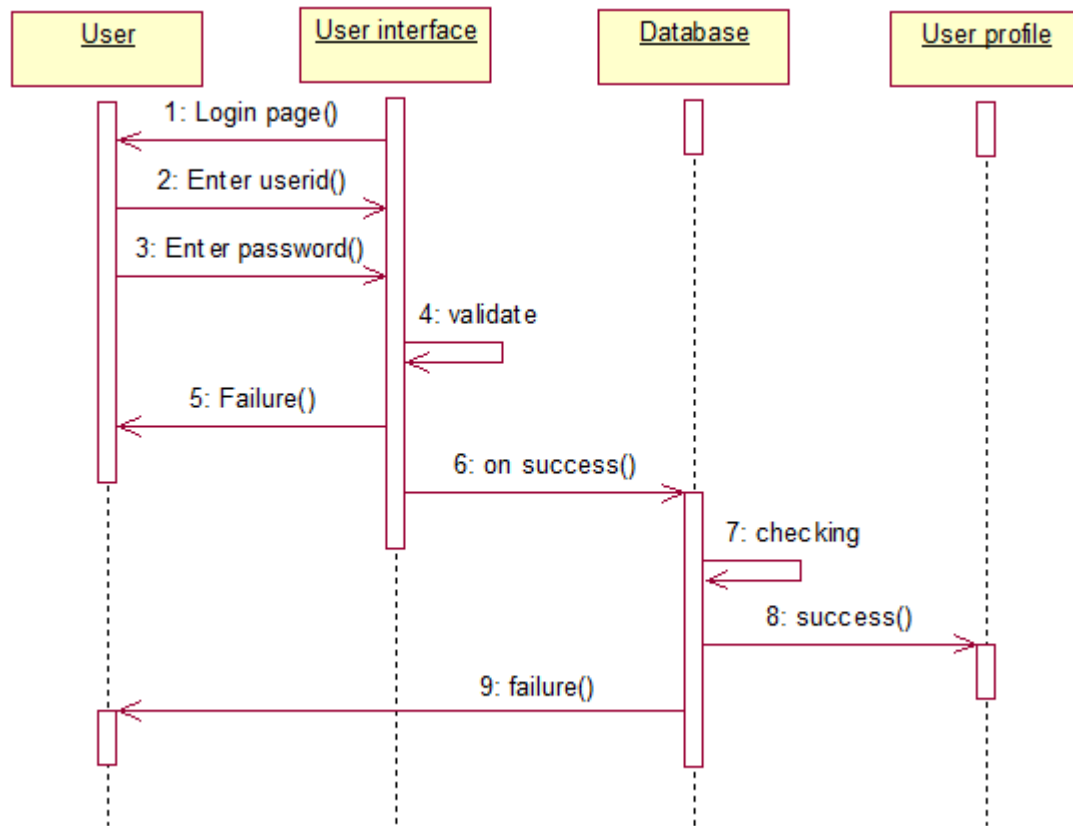 User
User interface
Database
User profile
1: Login page()
2: Enter userid()
3: Enter password()
4: validate
5: Failure()
6: on success()
7: checking
8: success()
9: failure()